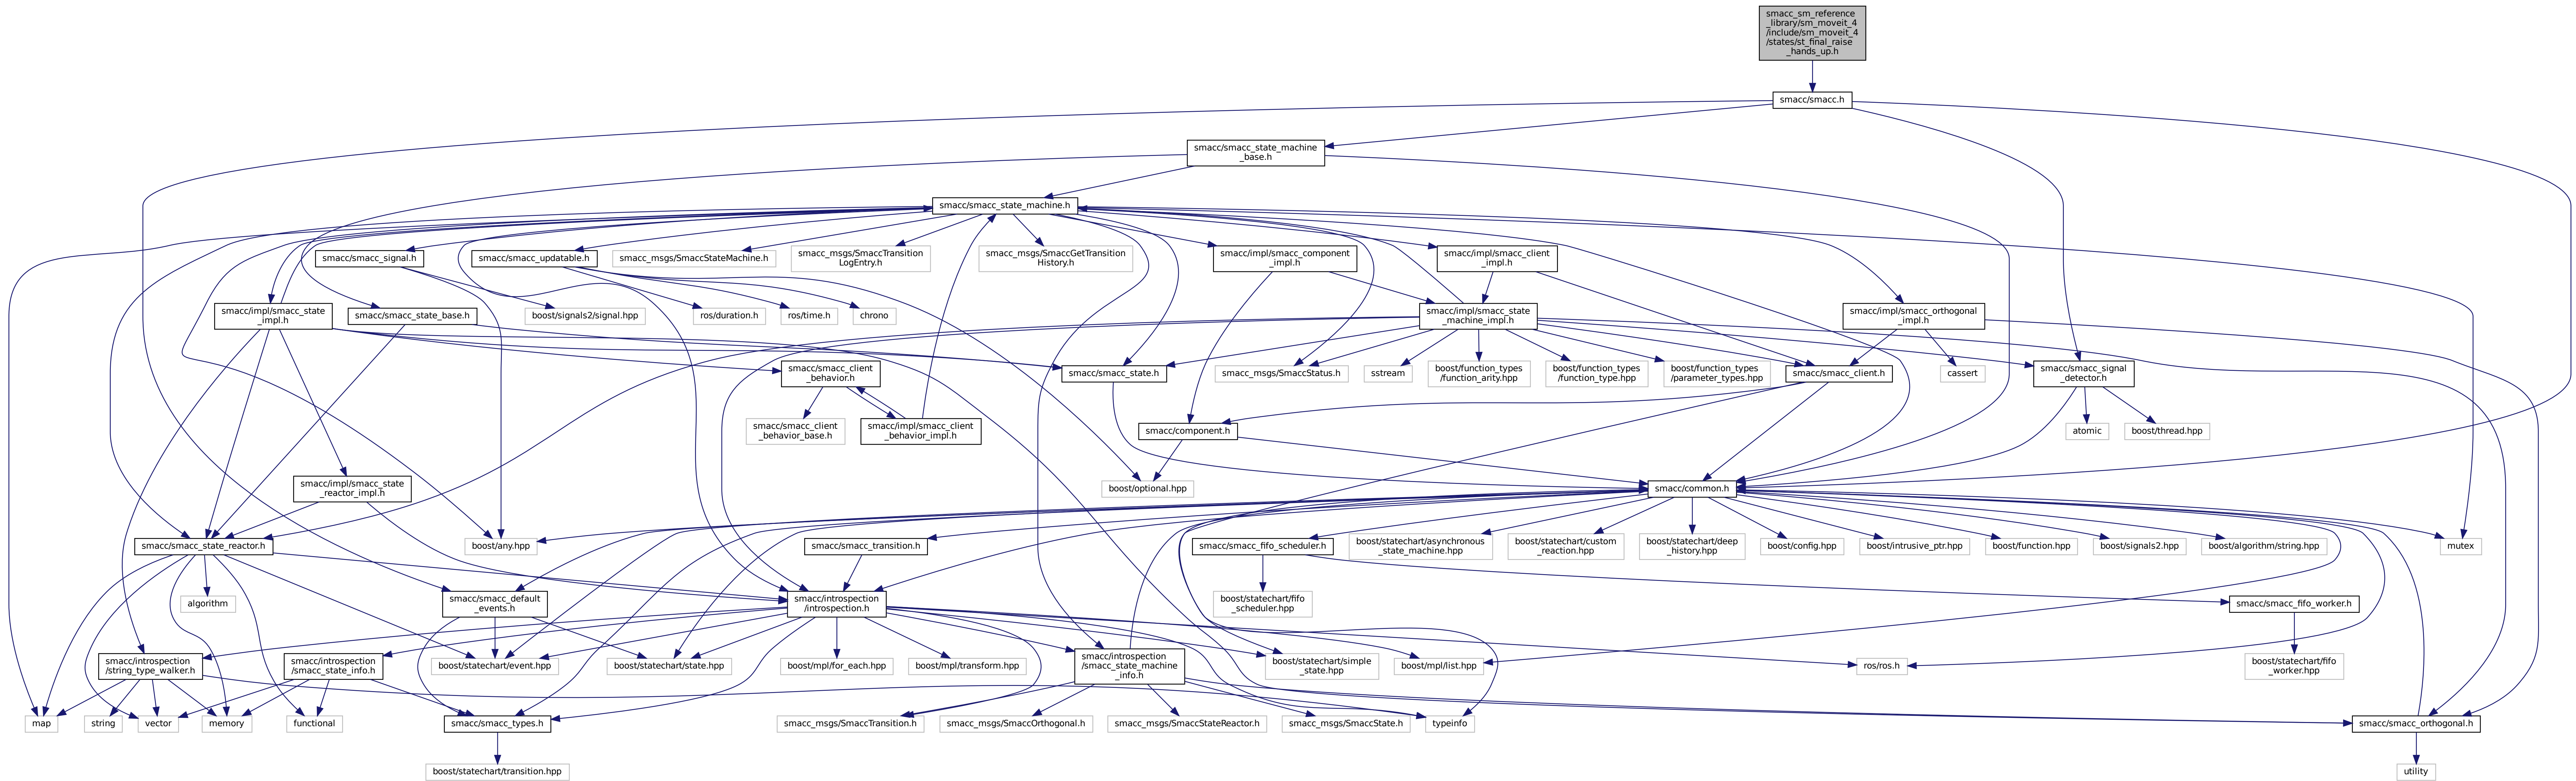 smacc_sm_reference
_library/sm_moveit_4
/include/sm_moveit_4
/states/st_final_raise
_hands_up.h
smacc/smacc.h
smacc/smacc_state_machine
_base.h
smacc/smacc_state_machine.h
smacc/smacc_signal.h
smacc/smacc_updatable.h
smacc_msgs/SmaccStateMachine.h
smacc_msgs/SmaccTransition
LogEntry.h
smacc_msgs/SmaccGetTransition
History.h
smacc/impl/smacc_component
_impl.h
smacc/impl/smacc_client
_impl.h
smacc/impl/smacc_state
_impl.h
smacc/smacc_state_base.h
boost/signals2/signal.hpp
ros/duration.h
ros/time.h
chrono
smacc/impl/smacc_state
_machine_impl.h
smacc/impl/smacc_orthogonal
_impl.h
smacc/smacc_client
_behavior.h
smacc/smacc_state.h
smacc_msgs/SmaccStatus.h
sstream
boost/function_types
/function_arity.hpp
boost/function_types
/function_type.hpp
boost/function_types
/parameter_types.hpp
smacc/smacc_client.h
cassert
smacc/smacc_signal
_detector.h
smacc/smacc_client
_behavior_base.h
smacc/impl/smacc_client
_behavior_impl.h
smacc/component.h
atomic
boost/thread.hpp
smacc/impl/smacc_state
_reactor_impl.h
boost/optional.hpp
smacc/common.h
smacc/smacc_state_reactor.h
boost/any.hpp
smacc/smacc_transition.h
smacc/smacc_fifo_scheduler.h
boost/statechart/asynchronous
_state_machine.hpp
boost/statechart/custom
_reaction.hpp
boost/statechart/deep
_history.hpp
boost/config.hpp
boost/intrusive_ptr.hpp
boost/function.hpp
boost/signals2.hpp
boost/algorithm/string.hpp
mutex
algorithm
smacc/smacc_default
_events.h
smacc/introspection
/introspection.h
boost/statechart/fifo
_scheduler.hpp
smacc/smacc_fifo_worker.h
smacc/introspection
/string_type_walker.h
smacc/introspection
/smacc_state_info.h
boost/statechart/event.hpp
boost/statechart/state.hpp
boost/mpl/for_each.hpp
boost/mpl/transform.hpp
smacc/introspection
/smacc_state_machine
_info.h
boost/statechart/simple
_state.hpp
boost/mpl/list.hpp
ros/ros.h
boost/statechart/fifo
_worker.hpp
map
string
vector
memory
functional
smacc/smacc_types.h
smacc_msgs/SmaccTransition.h
smacc_msgs/SmaccOrthogonal.h
smacc_msgs/SmaccStateReactor.h
smacc_msgs/SmaccState.h
typeinfo
smacc/smacc_orthogonal.h
boost/statechart/transition.hpp
utility